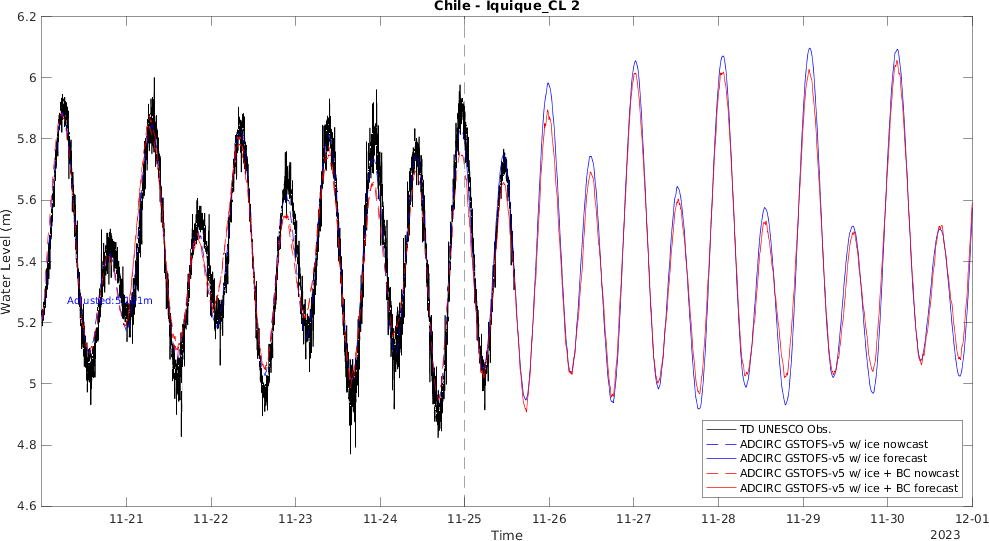 Chile - Iquique_CL 2
6.2
6
5.8
5.6
5.4
5.2
5
4.8
4.6
Water Level (m)
11-21
11-22
11-23
11-24
11-25
11-26
11-27
11-28
11-29
11-30
12-01
Time
2023
TD UNESCO Obs.
ADCIRC GSTOFS-v5 w/ ice nowcast
ADCIRC GSTOFS-v5 w/ ice forecast
ADCIRC GSTOFS-v5 w/ ice + BC nowcast
ADCIRC GSTOFS-v5 w/ ice + BC forecast